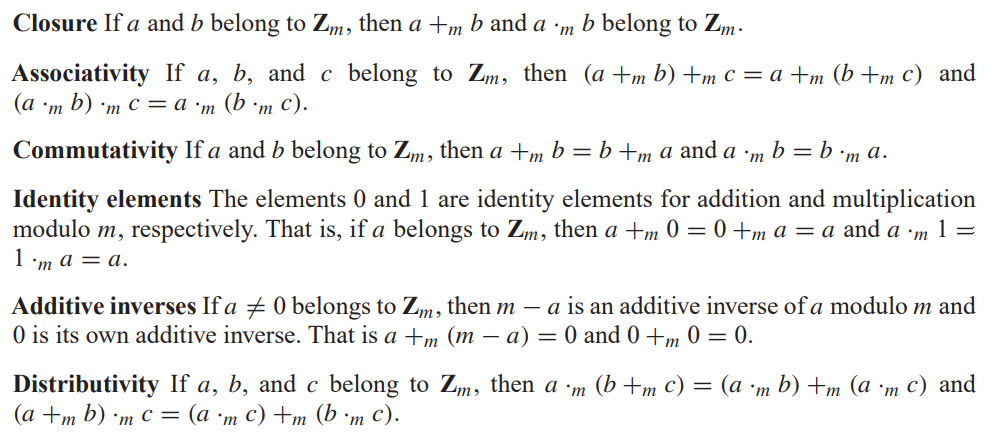 Closure If a and b belong to Zₘ, then a +ₘ b and a ·ₘ b belong to Zₘ.
Associativity If a, b, and c belong to Zₘ, then (a +ₘ b) +ₘ c = a +ₘ (b +ₘ c) and
(a ·ₘ b) ·ₘ c = a ·ₘ (b ·ₘ c).
Commutativity If a and b belong to Zₘ, then a +ₘ b = b +ₘ a and a ·ₘ b = b ·ₘ a.
Identity elements The elements 0 and 1 are identity elements for addition and multiplication
modulo m, respectively. That is, if a belongs to Zₘ, then a +ₘ 0 = 0 +ₘ a = a and a ·ₘ 1 =
1 ·ₘ a = a.
Additive inverses If a ≠ 0 belongs to Zₘ, then m − a is an additive inverse of a modulo m and
0 is its own additive inverse. That is a +ₘ (m − a) = 0 and 0 +ₘ 0 = 0.
Distributivity If a, b, and c belong to Zₘ, then a ·ₘ (b +ₘ c) = (a ·ₘ b) +ₘ (a ·ₘ c) and
(a +ₘ b) ·ₘ c = (a ·ₘ c) +ₘ (b ·ₘ c).